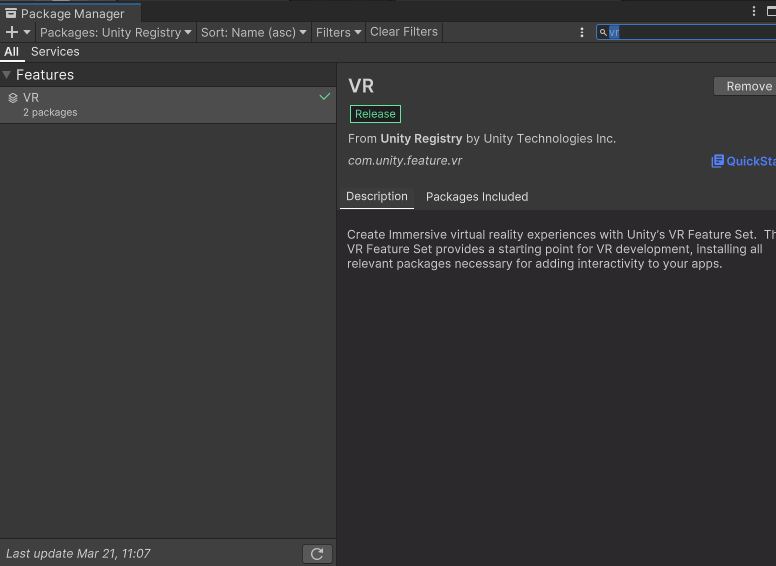 Package Manager
Packages: Unity Registry Sort: Name (asc) Filters Clear Filters vr
All Services
Features
VR
2 packages
VR
Remove
Release
From Unity Registry by Unity Technologies Inc.
com.unity.feature.vr
QuickSta
Description Packages Included
Create Immersive virtual reality experiences with Unity's VR Feature Set. Th
VR Feature Set provides a starting point for VR development, installing all
relevant packages necessary for adding interactivity to your apps.
Last update Mar 21, 11:07